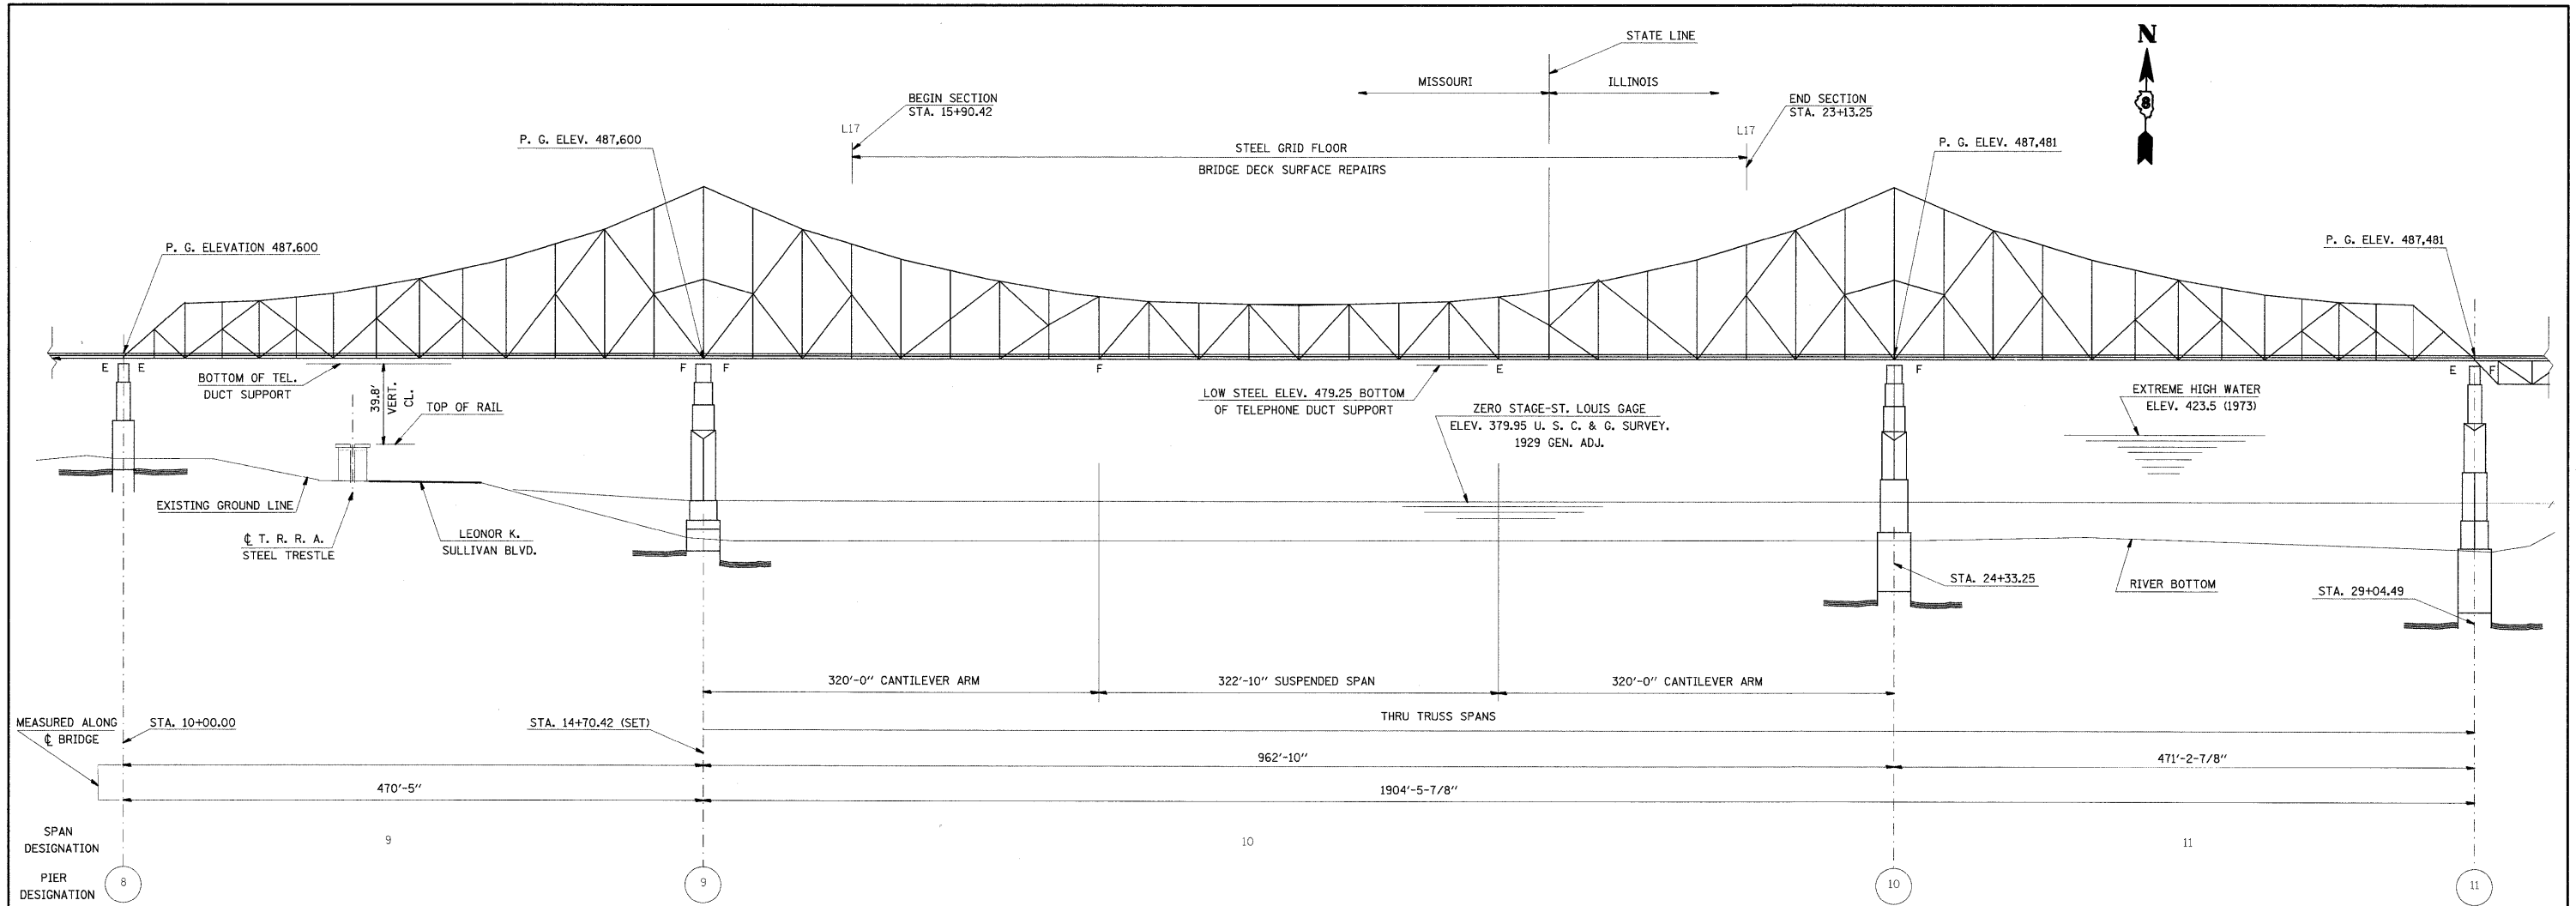 STATE LINE
N
8
MISSOURI
ILLINOIS
BEGIN SECTION
STA. 15+90.42
END SECTION
STA. 23+13.25
L17
L17
P. G. ELEV. 487.600
STEEL GRID FLOOR
BRIDGE DECK SURFACE REPAIRS
P. G. ELEV. 487.481
P. G. ELEVATION 487.600
P. G. ELEV. 487.481
E E
F F
F
E
F
E F
BOTTOM OF TEL.
DUCT SUPPORT
39.8'
VERT.
CL.
TOP OF RAIL
LOW STEEL ELEV. 479.25 BOTTOM
OF TELEPHONE DUCT SUPPORT
ZERO STAGE-ST. LOUIS GAGE
ELEV. 379.95 U. S. C. & G. SURVEY.
1929 GEN. ADJ.
EXTREME HIGH WATER
ELEV. 423.5 (1973)
EXISTING GROUND LINE
℄ T. R. R. A.
STEEL TRESTLE
LEONOR K.
SULLIVAN BLVD.
STA. 24+33.25
RIVER BOTTOM
STA. 29+04.49
320'-0" CANTILEVER ARM
322'-10" SUSPENDED SPAN
320'-0" CANTILEVER ARM
THRU TRUSS SPANS
MEASURED ALONG
℄ BRIDGE
STA. 10+00.00
STA. 14+70.42 (SET)
962'-10"
471'-2-7/8"
470'-5"
1904'-5-7/8"
SPAN
DESIGNATION
9
10
11
PIER
DESIGNATION
8
9
10
11